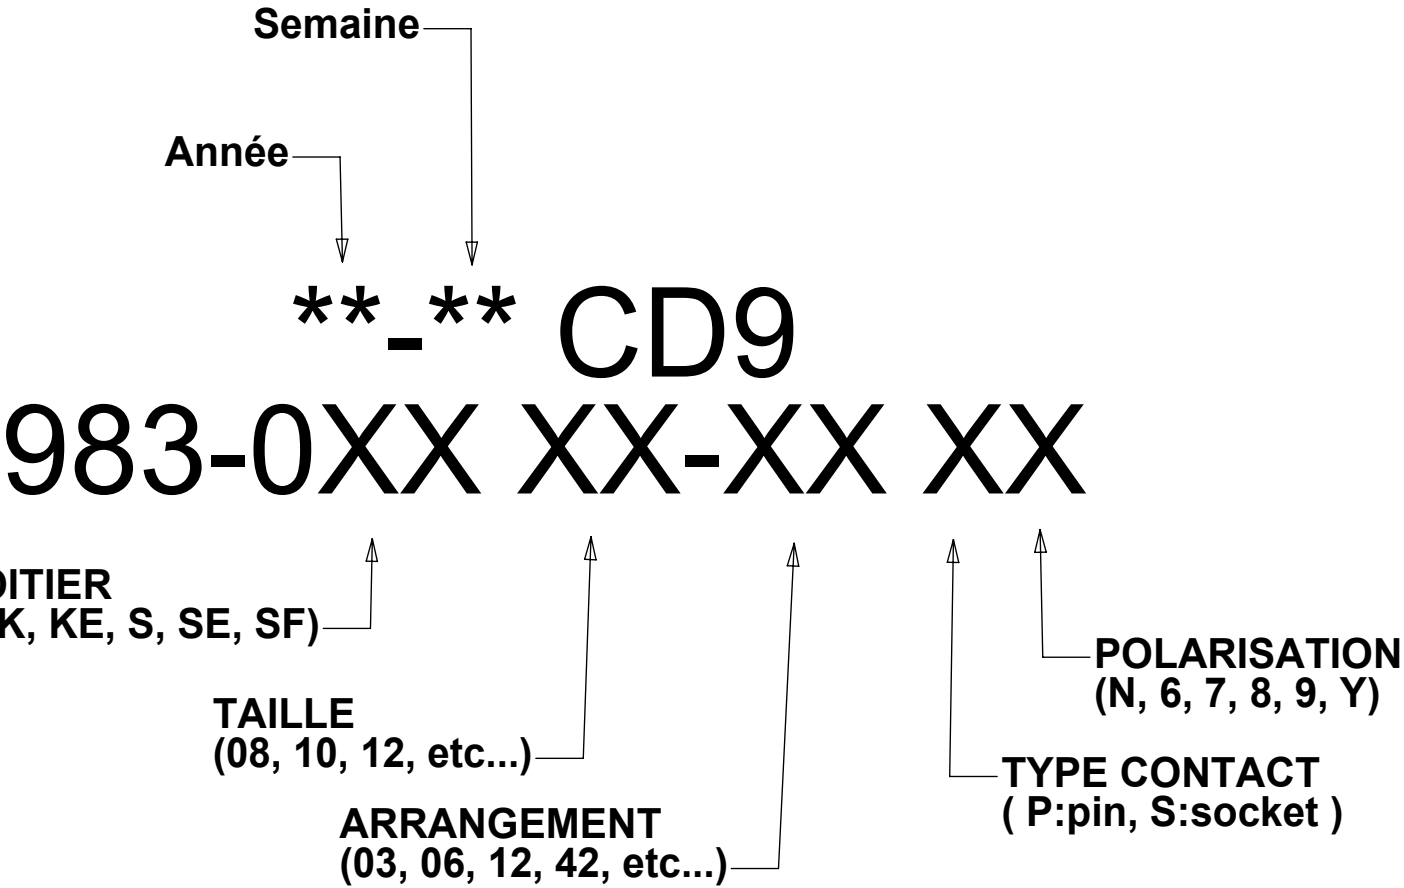 Semaine
Année
**-** CD9
983-0XX XX-XX XX
OITIER
K, KE, S, SE, SF)
POLARISATION
(N, 6, 7, 8, 9, Y)
TAILLE
(08, 10, 12, etc...)
TYPE CONTACT
( P:pin, S:socket )
ARRANGEMENT
(03, 06, 12, 42, etc...)